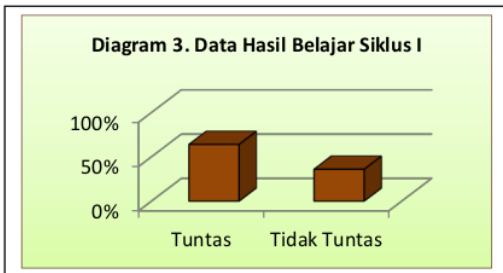 Diagram 3. Data Hasil Belajar Siklus I
100%
50%
0%
Tuntas Tidak Tuntas